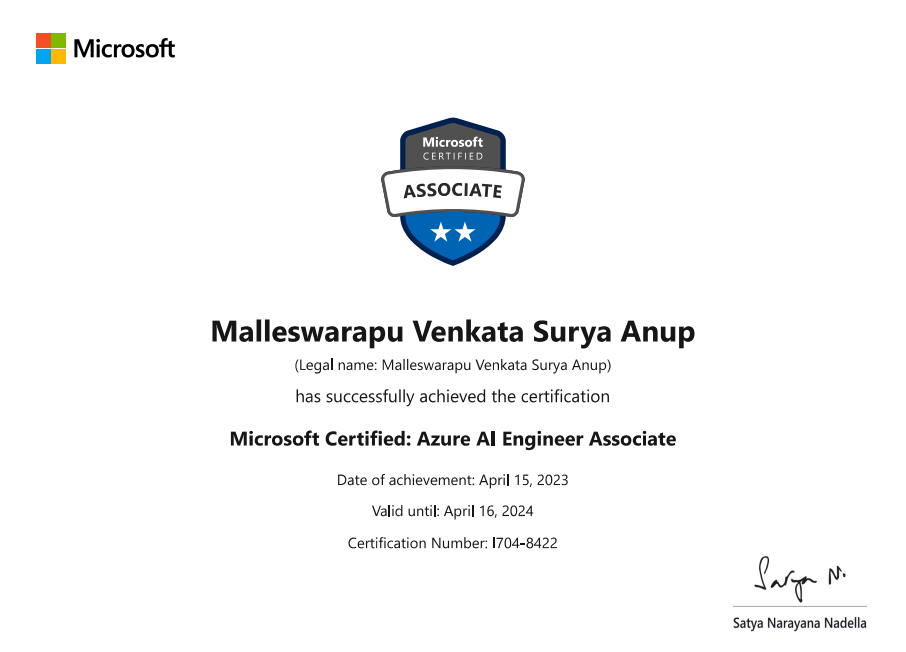 Microsoft
Microsoft
CERTIFIED
ASSOCIATE
Malleswarapu Venkata Surya Anup
(Legal name: Malleswarapu Venkata Surya Anup)
has successfully achieved the certification
Microsoft Certified: Azure AI Engineer Associate
Date of achievement: April 15, 2023
Valid until: April 16, 2024
Certification Number: I704-8422
Satya N.
Satya Narayana Nadella